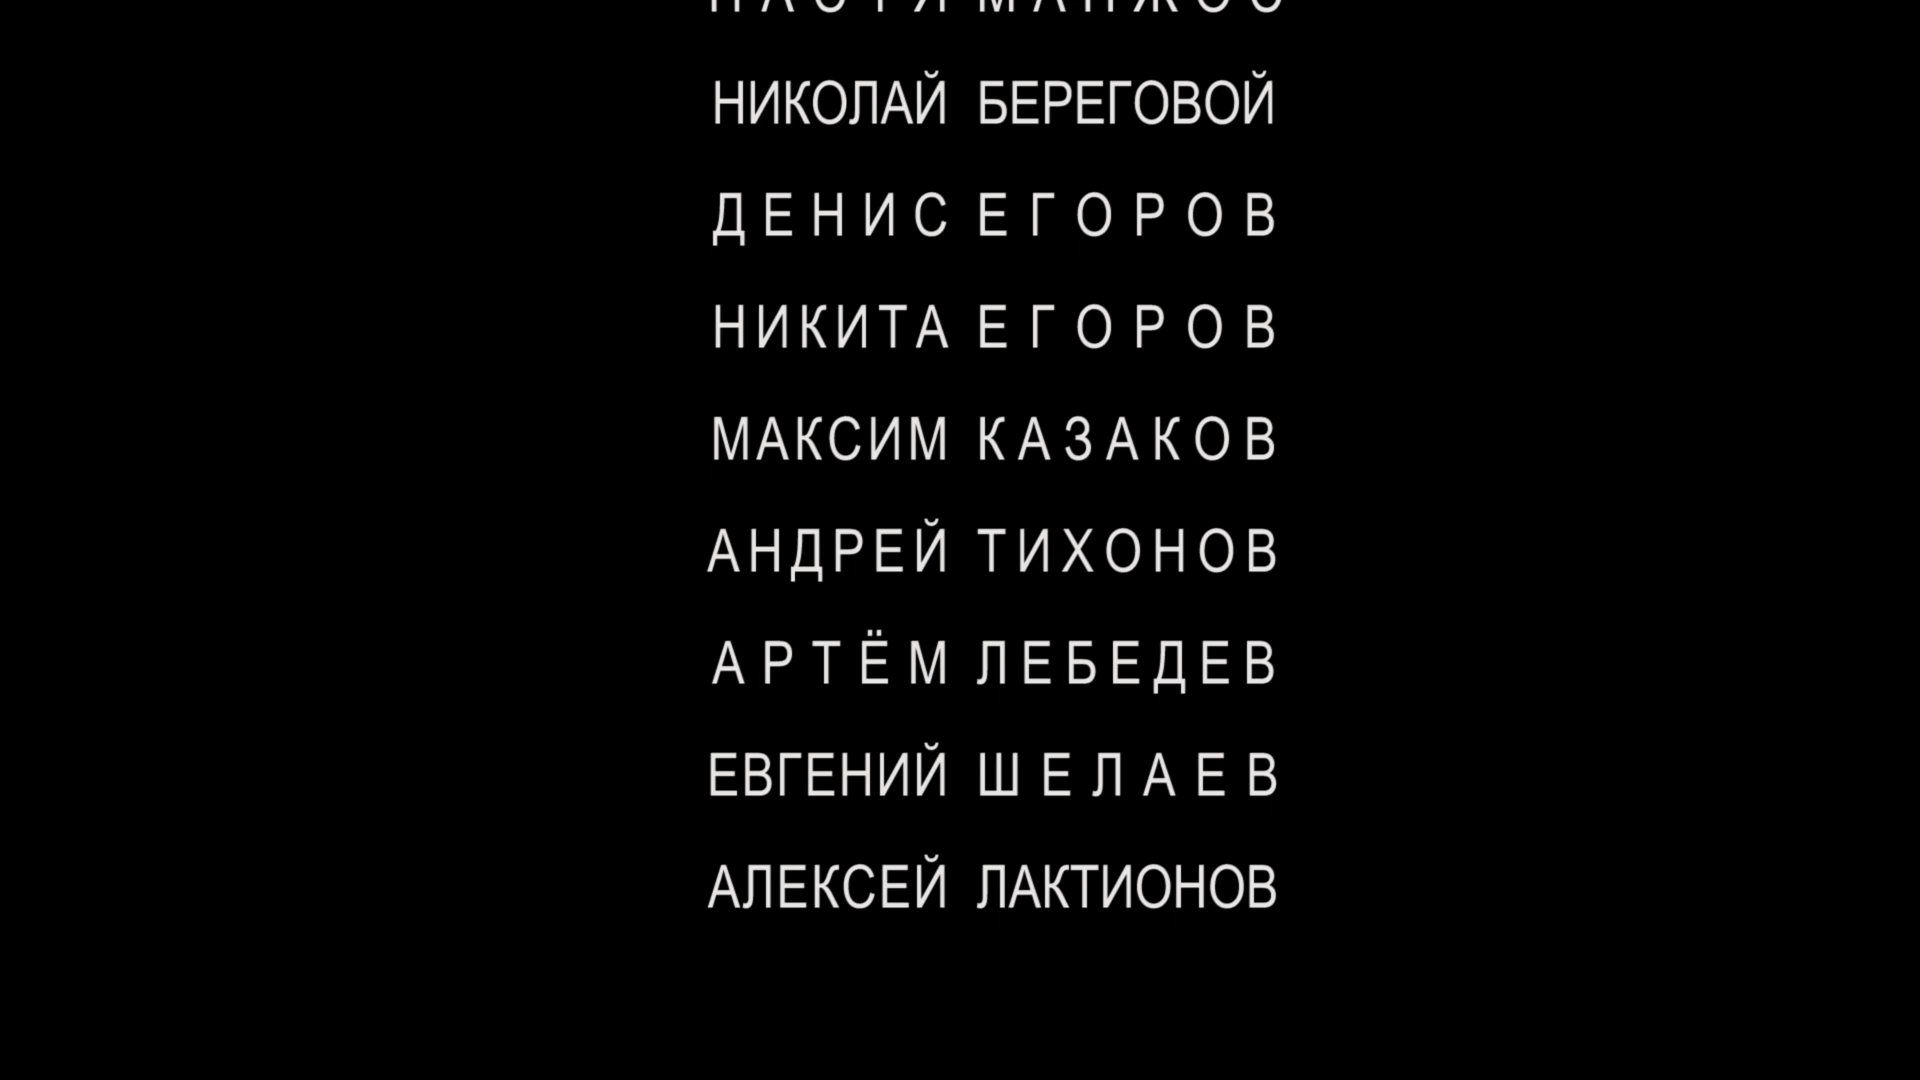 НИКОЛАЙ БЕРЕГОВОЙ
ДЕНИС ЕГОРОВ
НИКИТА ЕГОРОВ
МАКСИМ КАЗАКОВ
АНДРЕЙ ТИХОНОВ
АРТЁМ ЛЕБЕДЕВ
ЕВГЕНИЙ ШЕЛАЕВ
АЛЕКСЕЙ ЛАКТИОНОВ